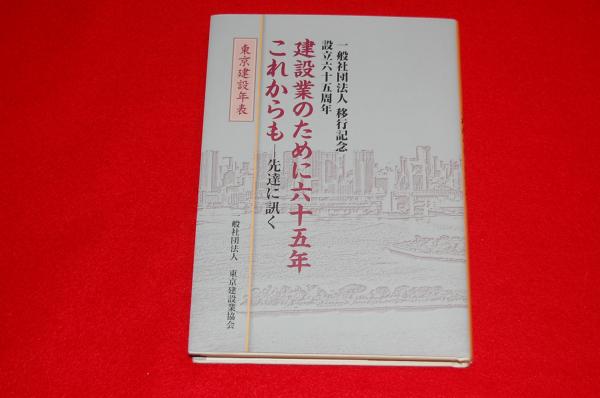 一般社団法人 移行記念
設立六十五周年
建設業のために六十五年
これからも―先達に訊く
東京建設年表
一般社団法人 東京建設業協会